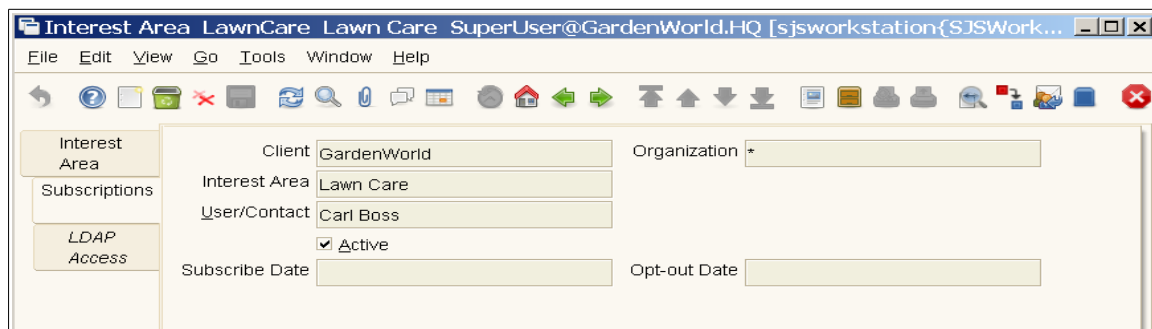 Interest Area LawnCare Lawn Care SuperUser@GardenWorld.HQ [sjsworkstation{SJSWork...
File Edit View Go Tools Window Help
Interest Area
Subscriptions
LDAP Access
Client GardenWorld Organization *
Interest Area Lawn Care
User/Contact Carl Boss
Active
Subscribe Date Opt-out Date